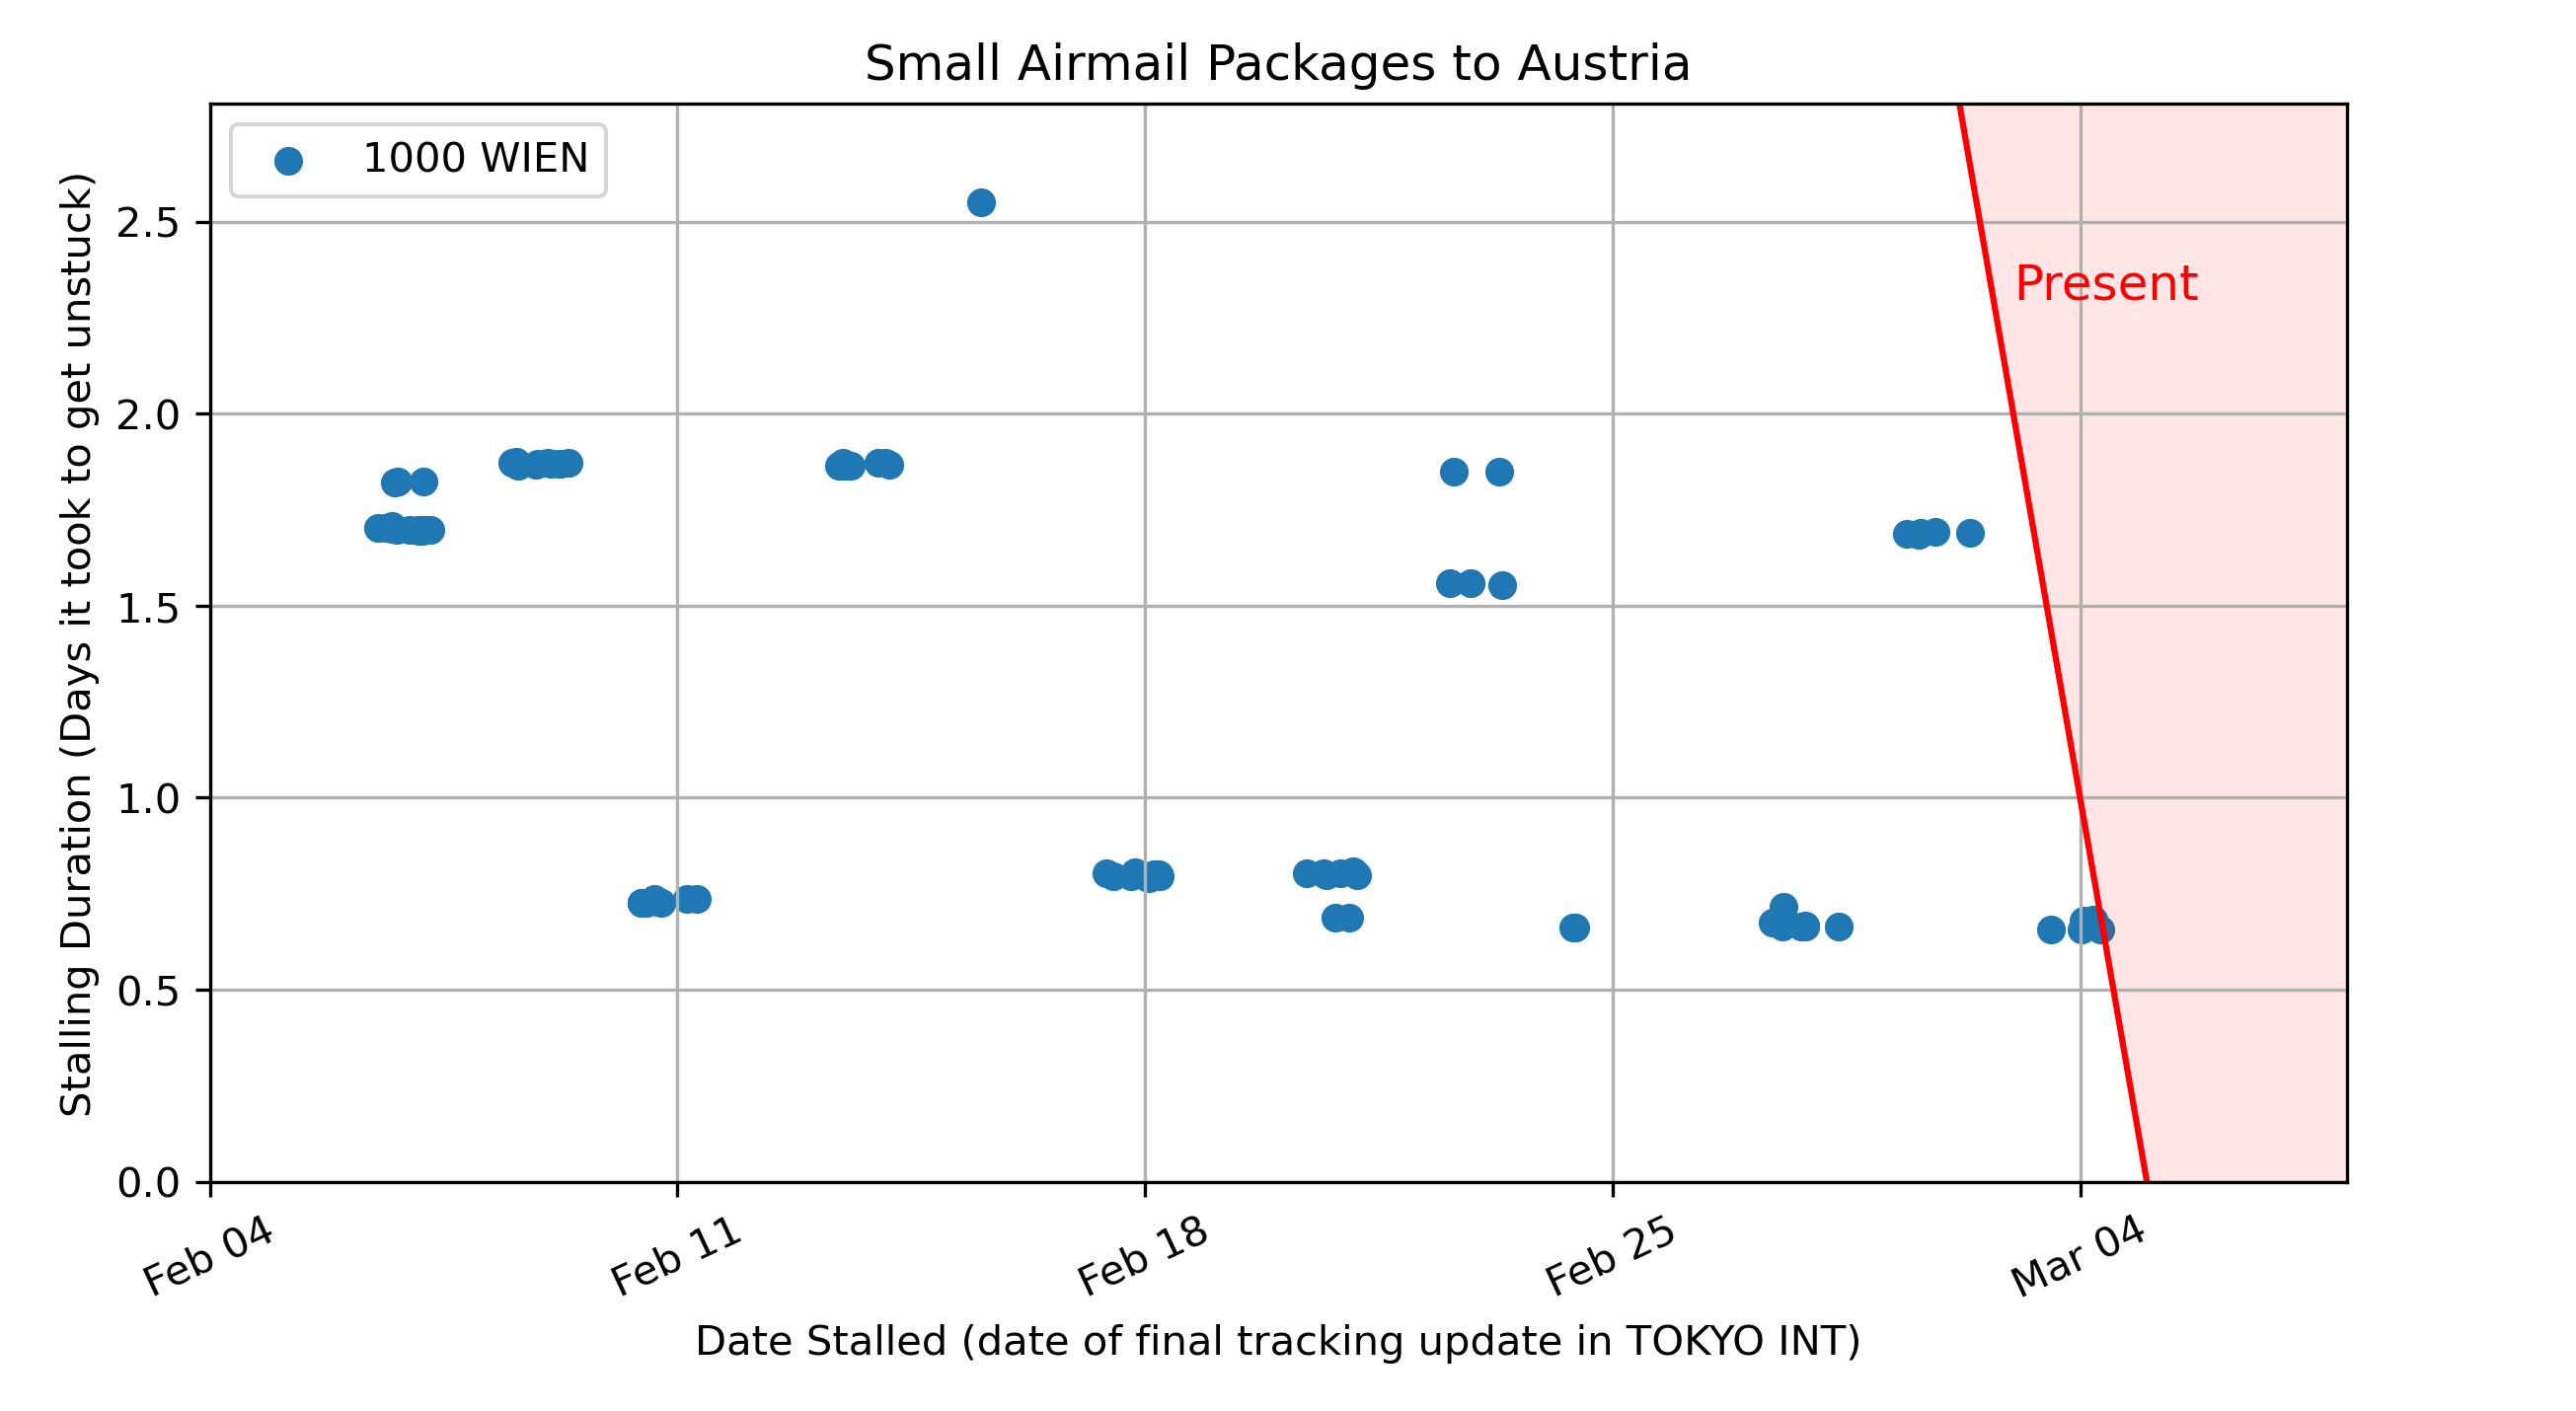 Small Airmail Packages to Austria
1000 WIEN
Present
Stalling Duration (Days it took to get unstuck)
2.5
2.0
1.5
1.0
0.5
0.0
Feb 04
Feb 11
Feb 18
Feb 25
Mar 04
Date Stalled (date of final tracking update in TOKYO INT)